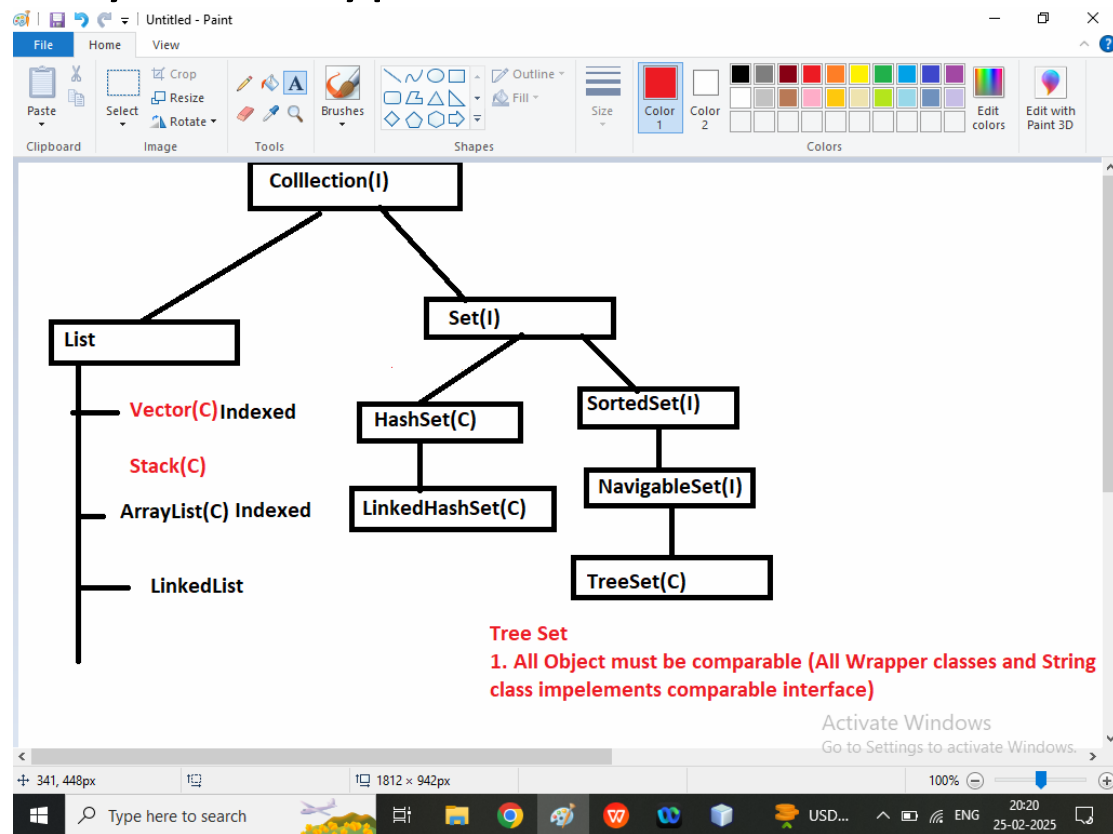 Untitled - Paint
File Home View
Paste
Clipboard
Select
Crop
Resize
Rotate
Image
A
Tools
Brushes
Outline
Fill
Shapes
Size
Color
1
Color
2
Colors
Edit
colors
Edit with
Paint 3D
Colllection(I)
List
Set(I)
Vector(C) Indexed
HashSet(C)
SortedSet(I)
Stack(C)
NavigableSet(I)
ArrayList(C) Indexed
LinkedHashSet(C)
LinkedList
TreeSet(C)
Tree Set
1. All Object must be comparable (All Wrapper classes and String
class impelements comparable interface)
Activate Windows
Go to Settings to activate Windows.
341, 448px
1812 × 942px
100%
Type here to search
USD...
ENG
20:20
25-02-2025